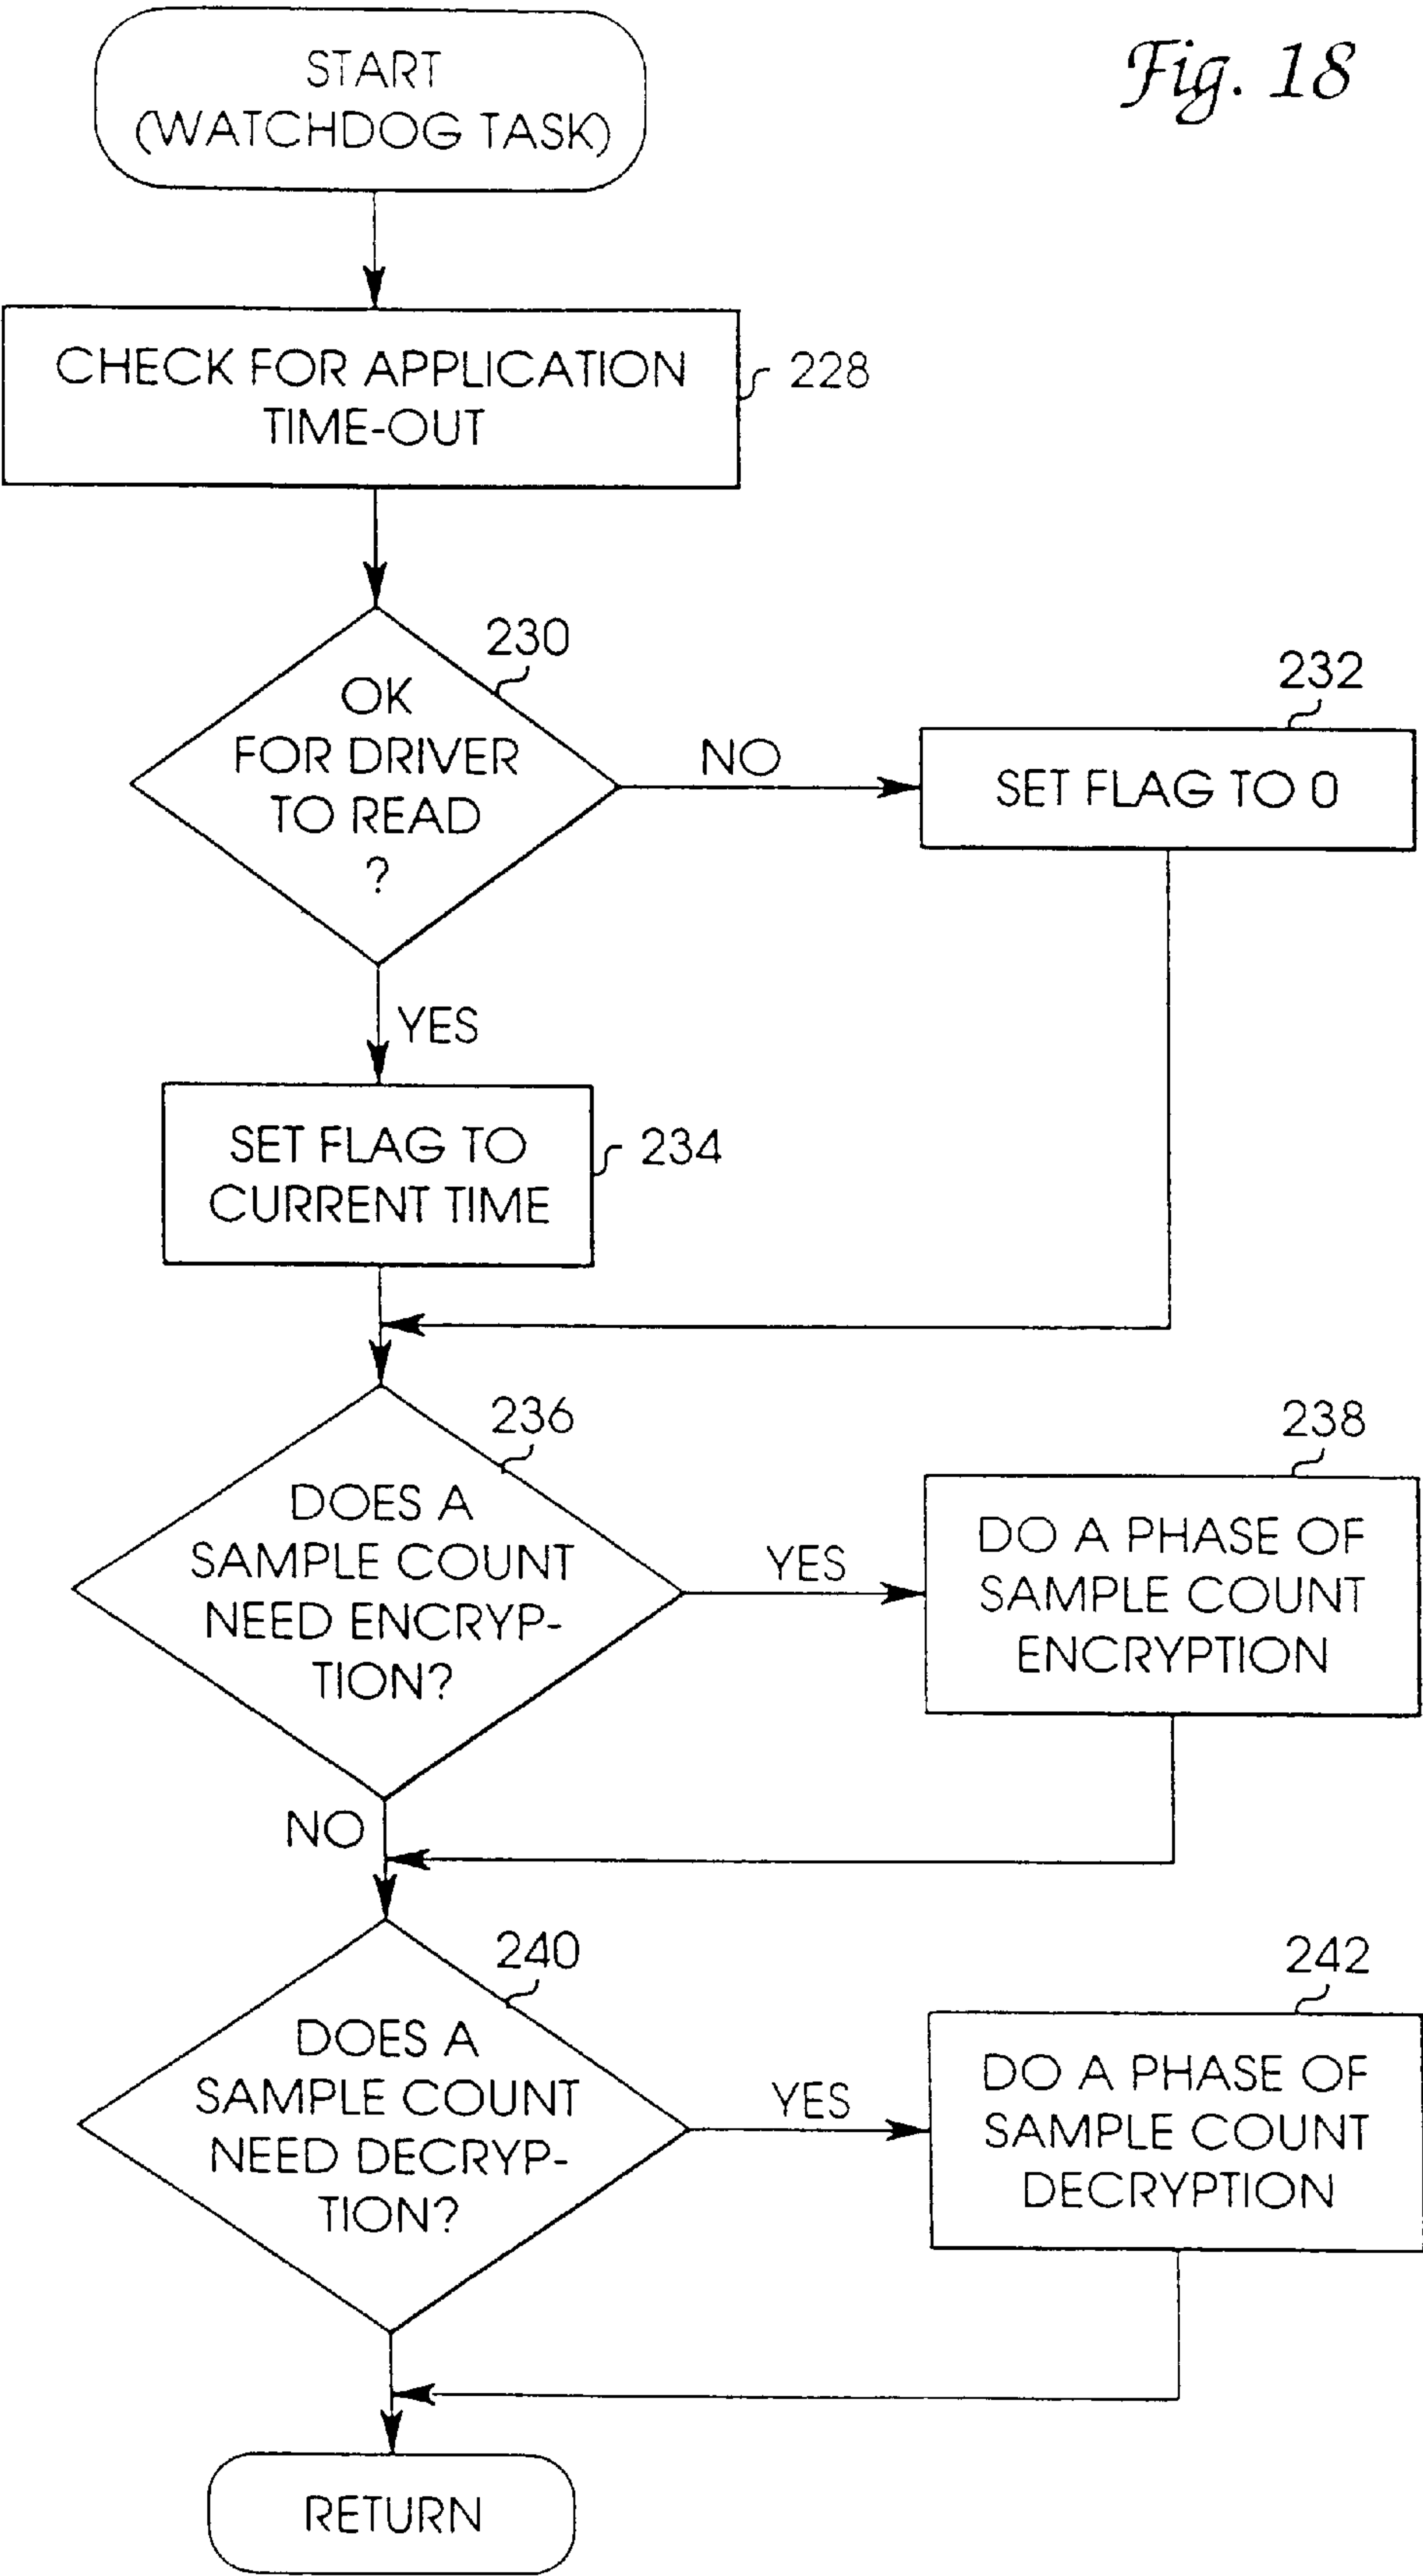 Fig. 18
START
(WATCHDOG TASK)
CHECK FOR APPLICATION
TIME-OUT
228
230
OK
FOR DRIVER
TO READ
?
NO
232
SET FLAG TO 0
YES
SET FLAG TO
CURRENT TIME
234
236
DOES A
SAMPLE COUNT
NEED ENCRYP-
TION?
YES
238
DO A PHASE OF
SAMPLE COUNT
ENCRYPTION
NO
240
DOES A
SAMPLE COUNT
NEED DECRYP-
TION?
YES
242
DO A PHASE OF
SAMPLE COUNT
DECRYPTION
RETURN